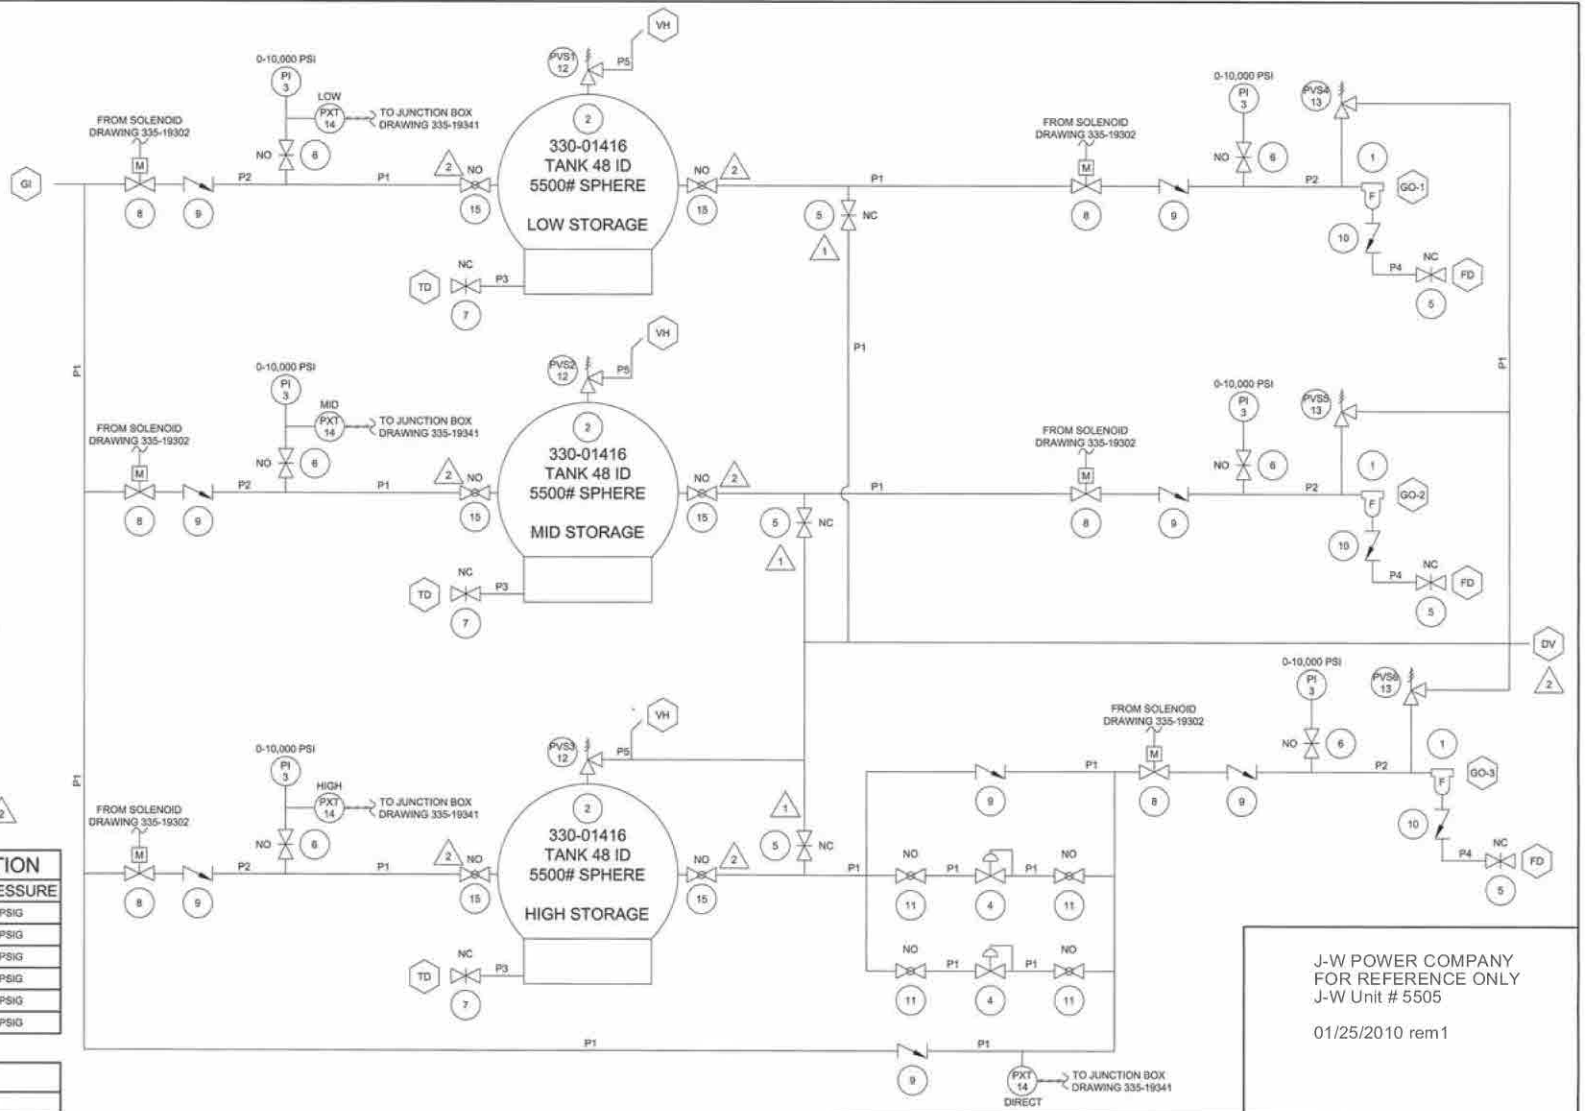 VH
0-10,000 PSI
PI
3
LOW
PXT
14
TO JUNCTION BOX
DRAWING 335-19341
FROM SOLENOID
DRAWING 335-19302
M
NO
6
GI
8
9
P2
P1
2
NO
15
PVS1
12
P5
2
330-01416
TANK 48 ID
5500# SPHERE
LOW STORAGE
NO
2
15
P1
5
NC
1
TD
NC
7
P3
FROM SOLENOID
DRAWING 335-19302
M
8
9
0-10,000 PSI
PI
3
NO
6
P2
PVS4
13
1
F
GO-1
10
P4
NC
5
FD
P1
P1
P1
VH
0-10,000 PSI
PI
3
MID
PXT
14
TO JUNCTION BOX
DRAWING 335-19341
FROM SOLENOID
DRAWING 335-19302
M
NO
6
8
9
P2
P1
2
NO
15
PVS2
12
P5
2
330-01416
TANK 48 ID
5500# SPHERE
MID STORAGE
NO
2
15
P1
5
NC
1
TD
NC
7
P3
FROM SOLENOID
DRAWING 335-19302
M
8
9
0-10,000 PSI
PI
3
NO
6
P2
PVS5
13
1
F
GO-2
10
P4
NC
5
FD
DV
2
P1
VH
0-10,000 PSI
PI
3
HIGH
PXT
14
TO JUNCTION BOX
DRAWING 335-19341
FROM SOLENOID
DRAWING 335-19302
M
NO
6
8
9
P2
P1
2
NO
15
PVS3
12
P5
2
330-01416
TANK 48 ID
5500# SPHERE
HIGH STORAGE
NO
2
15
1
5
NC
P1
TD
NC
7
P3
9
P1
NO
11
P1
4
P1
NO
11
NO
11
P1
4
P1
NO
11
FROM SOLENOID
DRAWING 335-19302
M
8
9
0-10,000 PSI
PI
3
NO
6
P2
PVS6
13
1
F
GO-3
10
P4
NC
5
FD
P1
9
P1
PXT
14
DIRECT
TO JUNCTION BOX
DRAWING 335-19341
2
TION
ESSURE
PSIG
PSIG
PSIG
PSIG
PSIG
PSIG
J-W POWER COMPANY
FOR REFERENCE ONLY
J-W Unit # 5505
01/25/2010 rem1